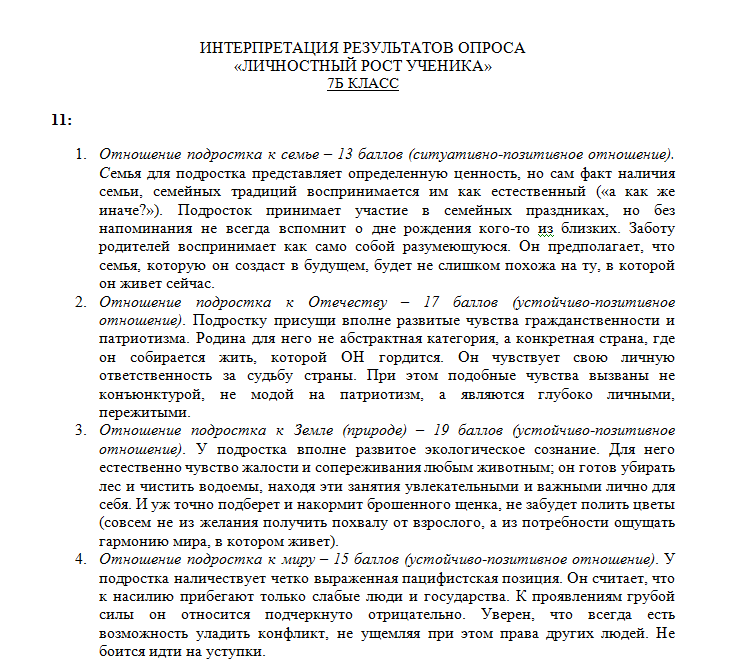 ИНТЕРПРЕТАЦИЯ РЕЗУЛЬТАТОВ ОПРОСА
«ЛИЧНОСТНЫЙ РОСТ УЧЕНИКА»
7Б КЛАСС
11:
1. Отношение подростка к семье – 13 баллов (ситуативно-позитивное отношение).
Семья для подростка представляет определенную ценность, но сам факт наличия
семьи, семейных традиций воспринимается им как естественный («а как же
иначе?»). Подросток принимает участие в семейных праздниках, но без
напоминания не всегда вспомнит о дне рождения кого-то из близких. Заботу
родителей воспринимает как само собой разумеющуюся. Он предполагает, что
семья, которую он создаст в будущем, будет не слишком похожа на ту, в которой
он живет сейчас.
2. Отношение подростка к Отечеству – 17 баллов (устойчиво-позитивное
отношение). Подростку присущи вполне развитые чувства гражданственности и
патриотизма. Родина для него не абстрактная категория, а конкретная страна, где
он собирается жить, которой ОН гордится. Он чувствует свою личную
ответственность за судьбу страны. При этом подобные чувства вызваны не
конъюнктурой, не модой на патриотизм, а являются глубоко личными,
пережитыми.
3. Отношение подростка к Земле (природе) – 19 баллов (устойчиво-позитивное
отношение). У подростка вполне развитое экологическое сознание. Для него
естественно чувство жалости и сопереживания любым животным; он готов убирать
лес и чистить водоемы, находя эти занятия увлекательными и важными лично для
себя. И уж точно подберет и накормит брошенного щенка, не забудет полить цветы
(совсем не из желания получить похвалу от взрослого, а из потребности ощущать
гармонию мира, в котором живет).
4. Отношение подростка к миру – 15 баллов (устойчиво-позитивное отношение). У
подростка наличествует четко выраженная пацифистская позиция. Он считает, что
к насилию прибегают только слабые люди и государства. К проявлениям грубой
силы он относится подчеркнуто отрицательно. Уверен, что всегда есть
возможность уладить конфликт, не ущемляя при этом права других людей. Не
боится идти на уступки.